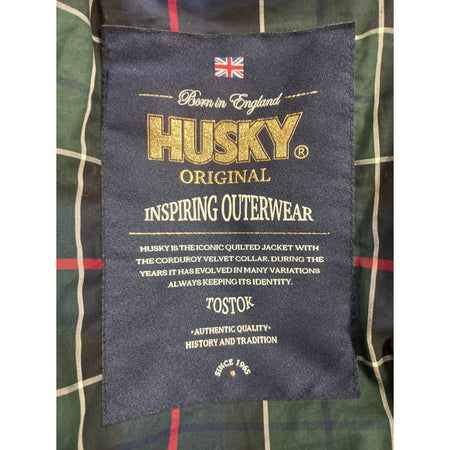 Born in England
HUSKY®
ORIGINAL
INSPIRING OUTERWEAR
HUSKY IS THE ICONIC QUILTED JACKET WITH
THE CORDUROY VELVET COLLAR. DURING THE
YEARS IT HAS EVOLVED IN MANY VARIATIONS
ALWAYS KEEPING ITS IDENTITY.
TOSTOK
•AUTHENTIC QUALITY•
HISTORY AND TRADITION
SINCE 1965